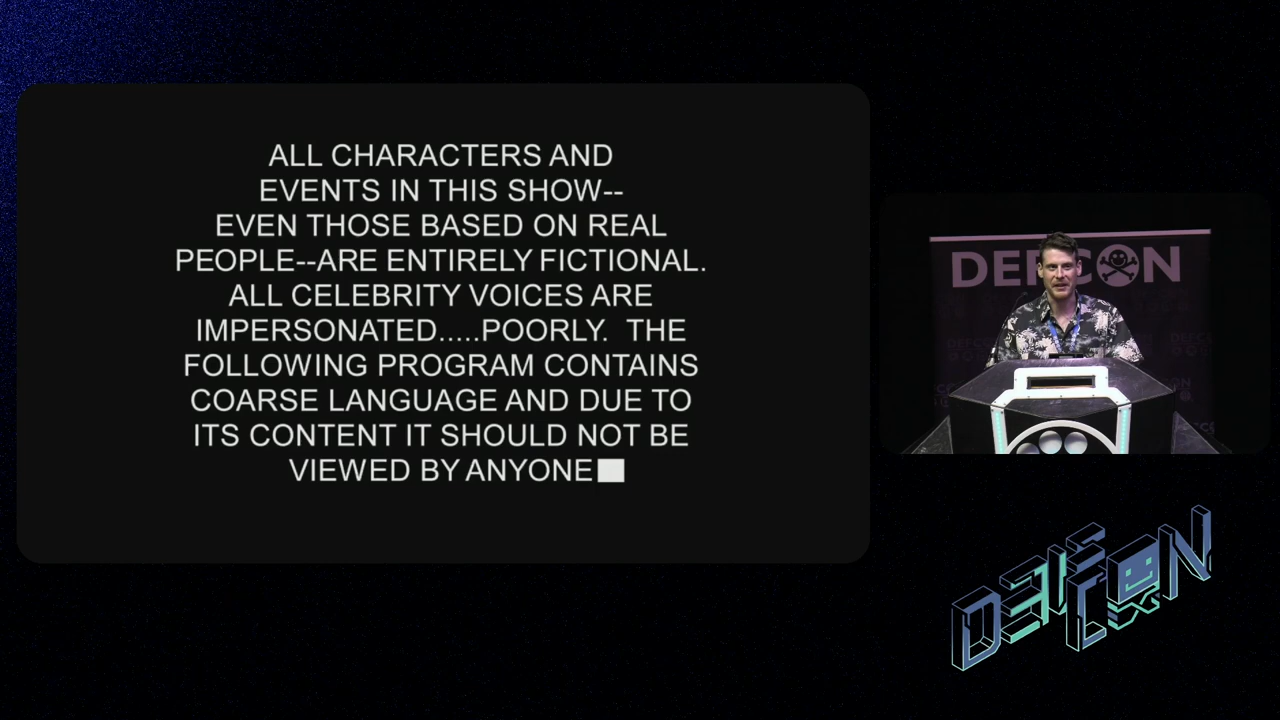 ALL CHARACTERS AND
EVENTS IN THIS SHOW--
EVEN THOSE BASED ON REAL
PEOPLE--ARE ENTIRELY FICTIONAL.
ALL CELEBRITY VOICES ARE
IMPERSONATED.....POORLY. THE
FOLLOWING PROGRAM CONTAINS
COARSE LANGUAGE AND DUE TO
ITS CONTENT IT SHOULD NOT BE
VIEWED BY ANYONE
DEFCON
DEFCON